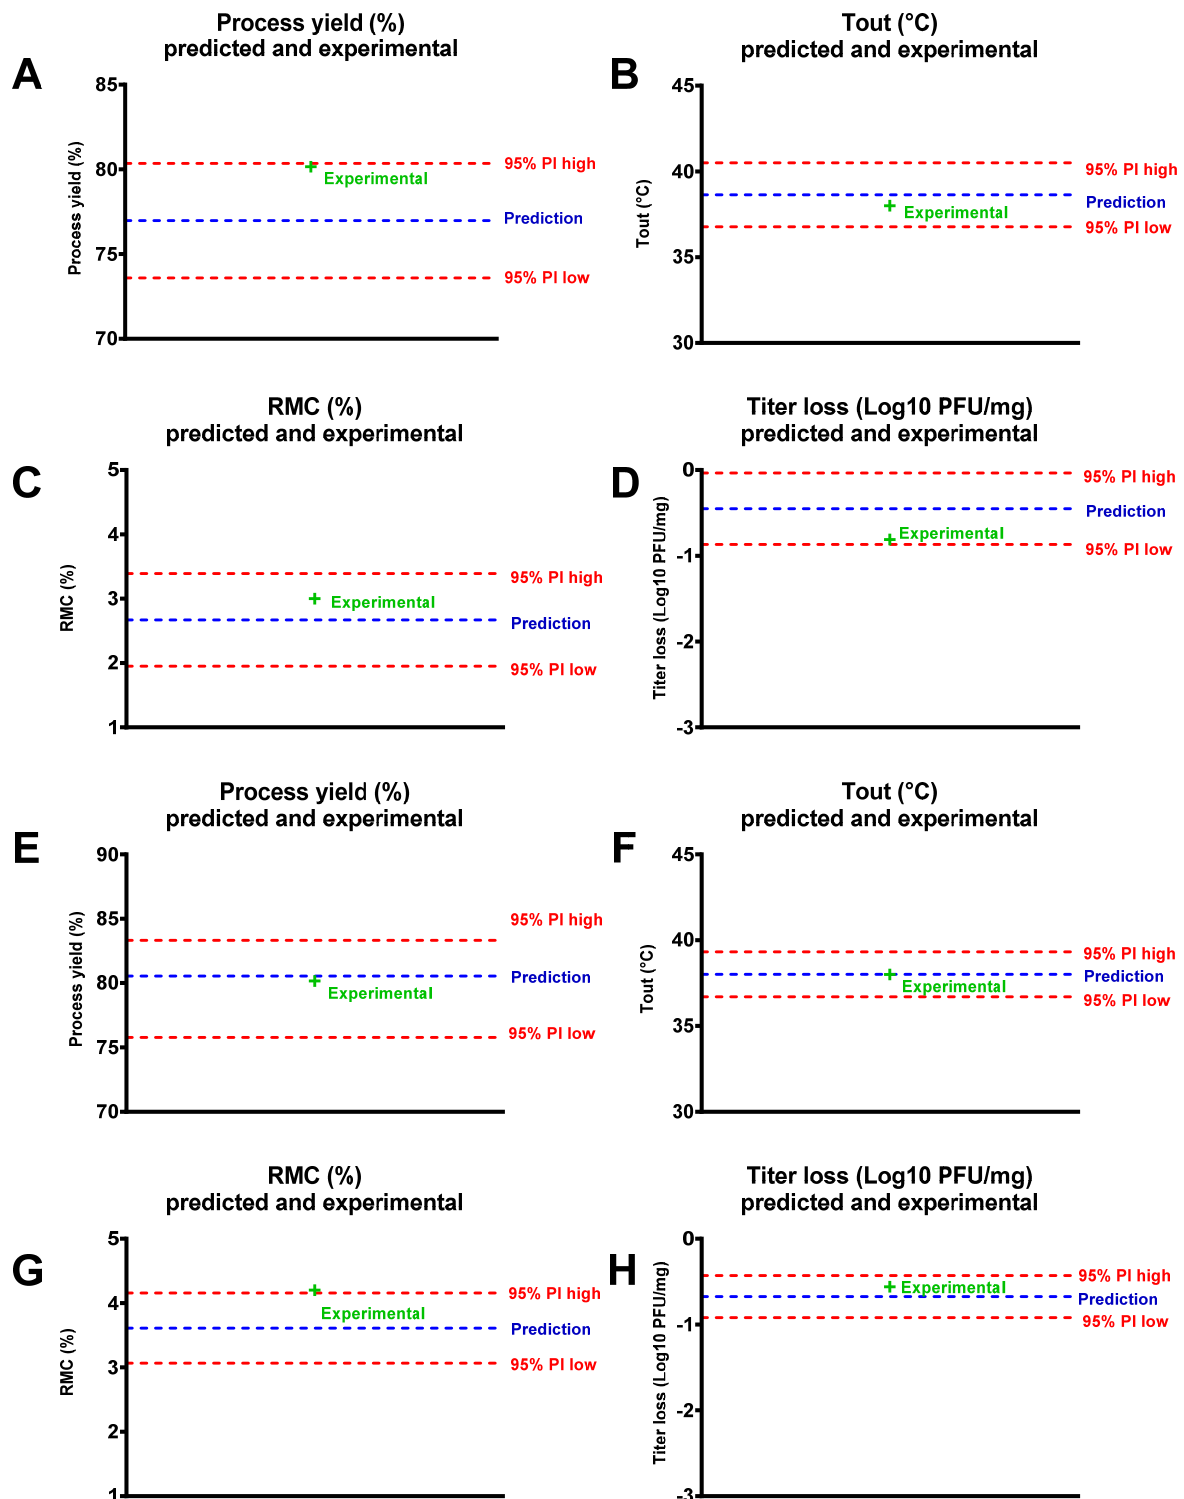 Process yield (%)
predicted and experimental
A
85
80
75
70
Process yield (%)
95% PI high
Experimental
Prediction
95% PI low
Tout (°C)
predicted and experimental
B
45
40
35
30
Tout (°C)
95% PI high
Prediction
Experimental
95% PI low
RMC (%)
predicted and experimental
C
5
4
3
2
1
RMC (%)
95% PI high
Experimental
Prediction
95% PI low
Titer loss (Log10 PFU/mg)
predicted and experimental
D
0
-1
-2
-3
Titer loss (Log10 PFU/mg)
95% PI high
Prediction
Experimental
95% PI low
Process yield (%)
predicted and experimental
E
90
85
80
75
70
Process yield (%)
95% PI high
Prediction
Experimental
95% PI low
Tout (°C)
predicted and experimental
F
45
40
35
30
Tout (°C)
95% PI high
Prediction
Experimental
95% PI low
RMC (%)
predicted and experimental
G
5
4
3
2
1
RMC (%)
95% PI high
Experimental
Prediction
95% PI low
Titer loss (Log10 PFU/mg)
predicted and experimental
H
0
-1
-2
-3
Titer loss (Log10 PFU/mg)
95% PI high
Experimental
Prediction
95% PI low